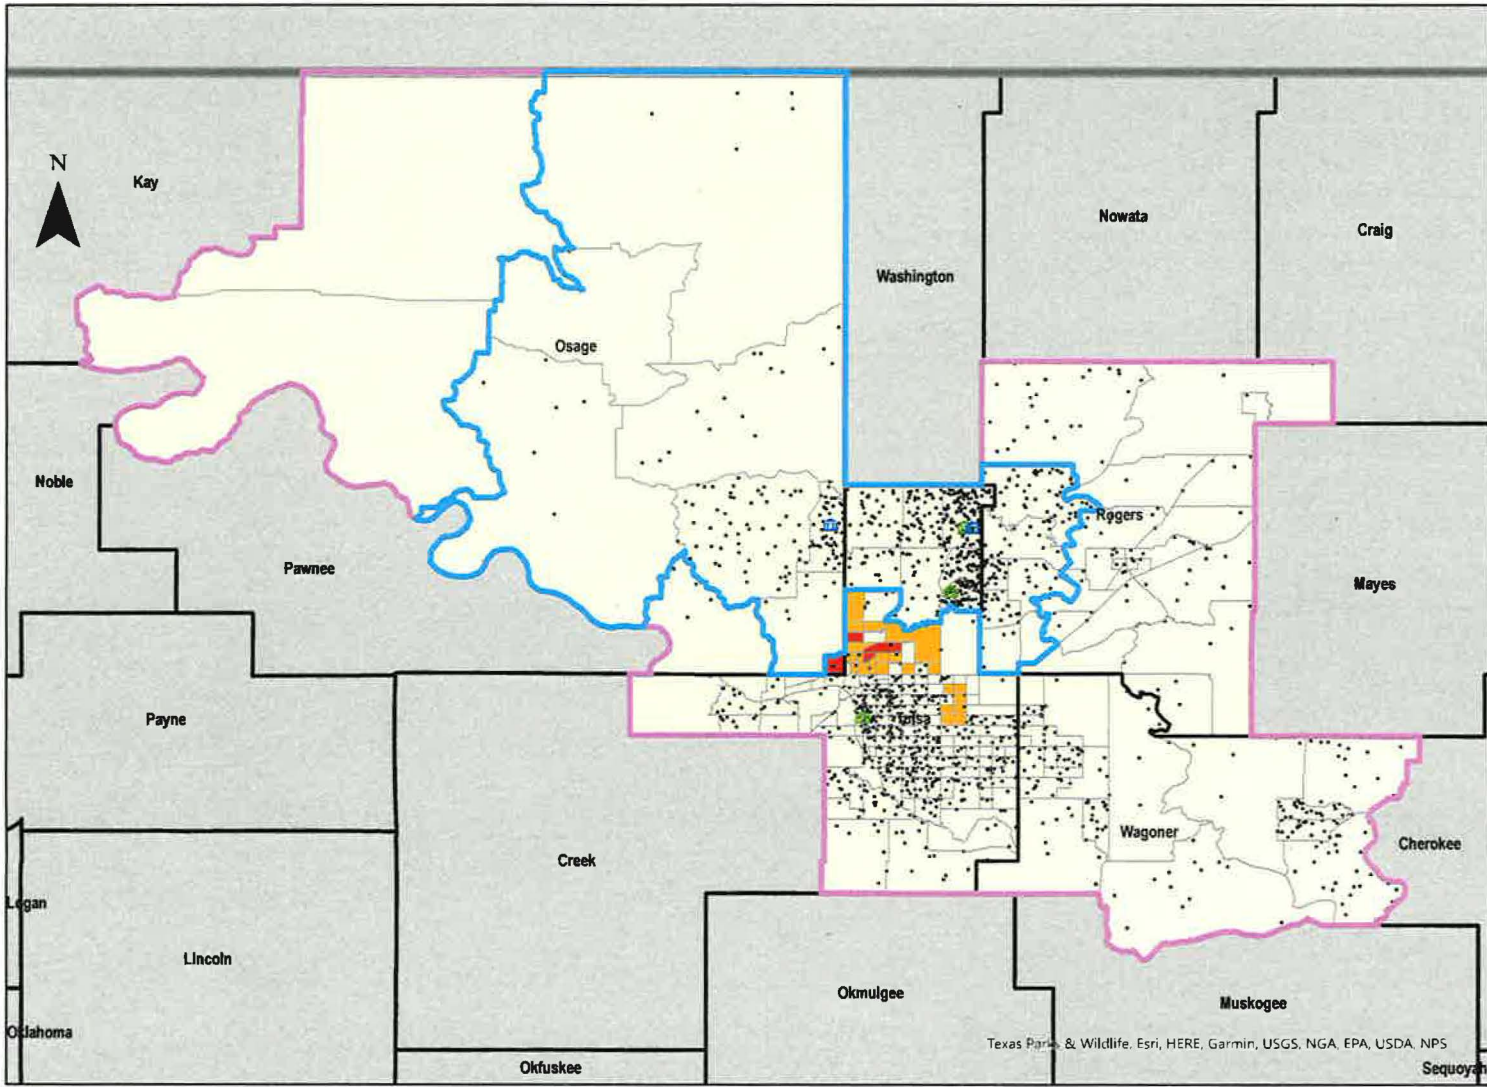 N
Kay
Nowata
Craig
Washington
Osage
Noble
Rogers
Pawnee
Mayes
Payne
Tulsa
Wagoner
Cherokee
Creek
Logan
Lincoln
Okmulgee
Muskogee
Oklahoma
Texas Parks & Wildlife, Esri, HERE, Garmin, USGS, NGA, EPA, USDA, NPS
Okfuskee
Sequoyah